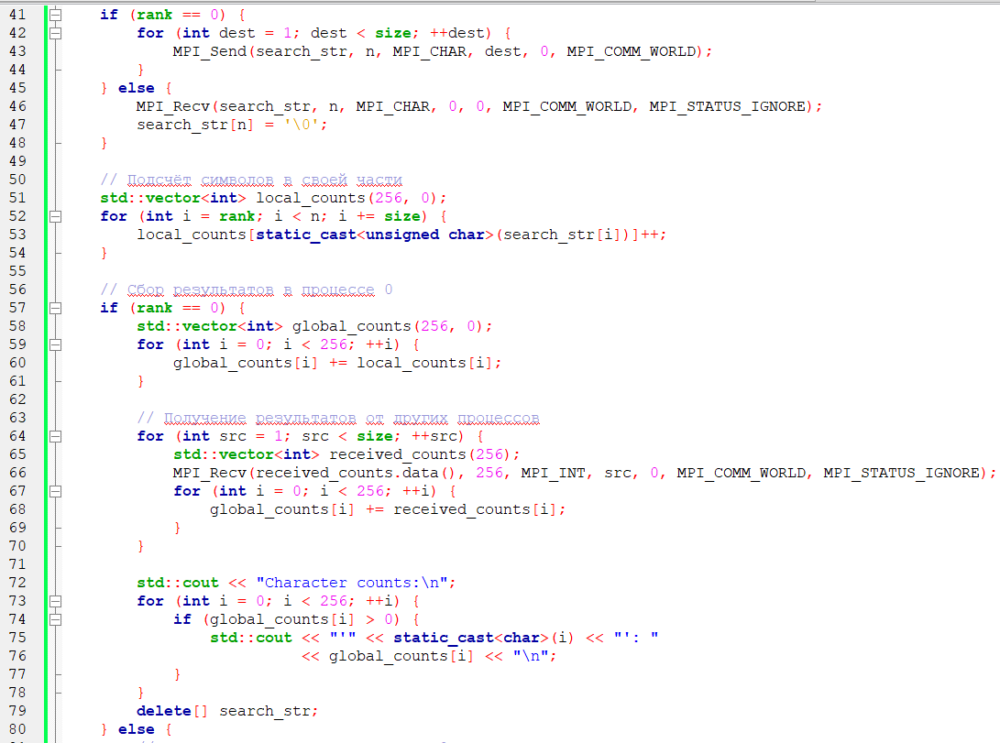 41 if (rank == 0) {
42 for (int dest = 1; dest < size; ++dest) {
43 MPI_Send(search_str, n, MPI_CHAR, dest, 0, MPI_COMM_WORLD);
44 }
45 } else {
46 MPI_Recv(search_str, n, MPI_CHAR, 0, 0, MPI_COMM_WORLD, MPI_STATUS_IGNORE);
47 search_str[n] = '\0';
48 }
49
50 // Подсчёт символов в своей части
51 std::vector<int> local_counts(256, 0);
52 for (int i = rank; i < n; i += size) {
53 local_counts[static_cast<unsigned char>(search_str[i])]++;
54 }
55
56 // Сбор результатов в процессе 0
57 if (rank == 0) {
58 std::vector<int> global_counts(256, 0);
59 for (int i = 0; i < 256; ++i) {
60 global_counts[i] += local_counts[i];
61 }
62
63 // Получение результатов от других процессов
64 for (int src = 1; src < size; ++src) {
65 std::vector<int> received_counts(256);
66 MPI_Recv(received_counts.data(), 256, MPI_INT, src, 0, MPI_COMM_WORLD, MPI_STATUS_IGNORE);
67 for (int i = 0; i < 256; ++i) {
68 global_counts[i] += received_counts[i];
69 }
70 }
71
72 std::cout << "Character counts:\n";
73 for (int i = 0; i < 256; ++i) {
74 if (global_counts[i] > 0) {
75 std::cout << "'" << static_cast<char>(i) << "': "
76 << global_counts[i] << "\n";
77 }
78 }
79 delete[] search_str;
80 } else {